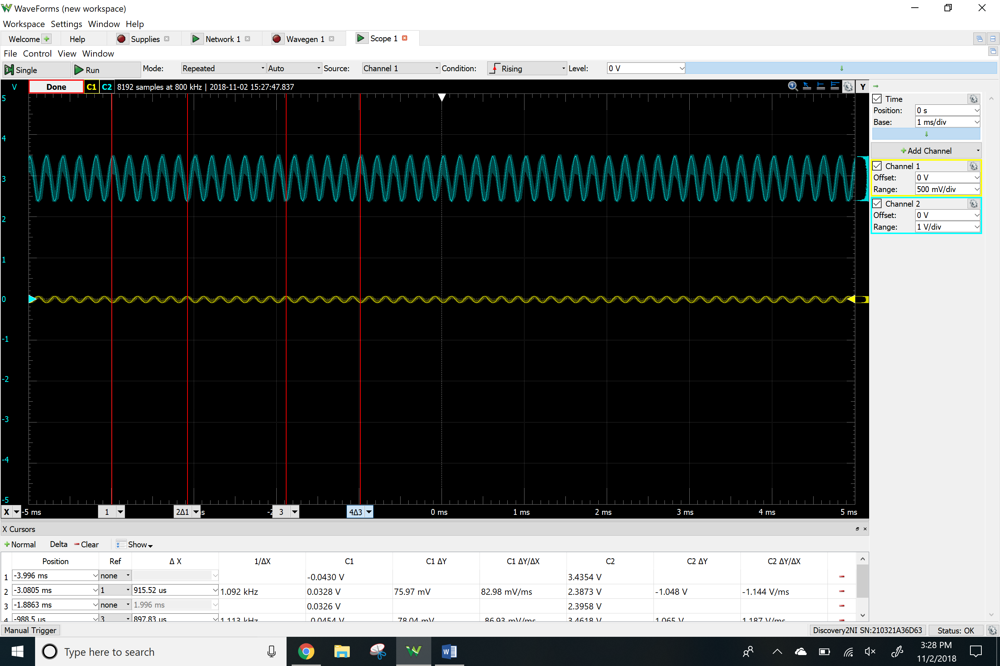 WaveForms (new workspace)
Workspace Settings Window Help
Welcome Help Supplies Network 1 Wavegen 1 Scope 1
File Control View Window
Single Run Mode: Repeated Auto Source: Channel 1 Condition: Rising Level: 0 V
V Done C1 C2 8192 samples at 800 kHz | 2018-11-02 15:27:47.837 Y
Time
Position: 0 s
Base: 1 ms/div
Add Channel
Channel 1
Offset: 0 V
Range: 500 mV/div
Channel 2
Offset: 0 V
Range: 1 V/div
5
4
3
2
1
0
-1
-2
-3
-4
-5
X -5 ms 1 2Δ1 s -2 3 4Δ3 0 ms 1 ms 2 ms 3 ms 4 ms 5 ms
X Cursors
Normal Delta Clear Show
Position Ref Δ X 1/ΔX C1 C1 ΔY C1 ΔY/ΔX C2 C2 ΔY C2 ΔY/ΔX
1 -3.996 ms none -0.0430 V 3.4354 V
2 -3.0805 ms 1 915.52 us 1.092 kHz 0.0328 V 75.97 mV 82.98 mV/ms 2.3873 V -1.048 V -1.144 V/ms
3 -1.8863 ms none 1.996 ms 0.0326 V 2.3958 V
4 -988.5 us 3 897.83 us 1.113 kHz -0.0454 V -78.04 mV -86.93 mV/ms 3.4618 V 1.065 V 1.187 V/ms
Manual Trigger Discovery2NI SN:210321A36D63 Status: OK
Type here to search 3:28 PM
11/2/2018